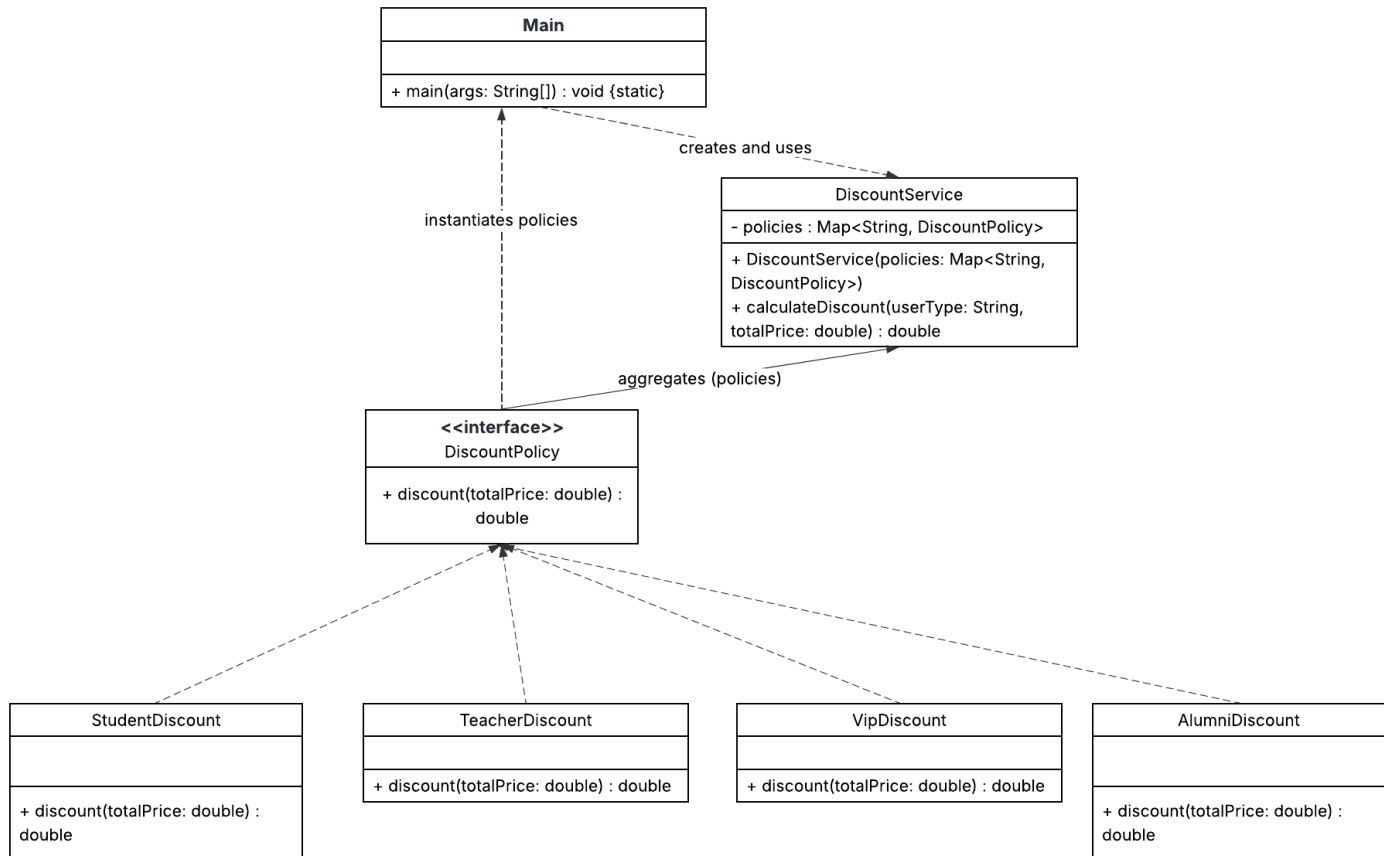 Main
+ main(args: String[]) : void {static}
creates and uses
DiscountService
- policies : Map<String, DiscountPolicy>
+ DiscountService(policies: Map<String,
DiscountPolicy>)
+ calculateDiscount(userType: String,
totalPrice: double) : double
instantiates policies
aggregates (policies)
<<interface>>
DiscountPolicy
+ discount(totalPrice: double) :
double
StudentDiscount
+ discount(totalPrice: double) :
double
TeacherDiscount
+ discount(totalPrice: double) : double
VipDiscount
+ discount(totalPrice: double) : double
AlumniDiscount
+ discount(totalPrice: double) :
double